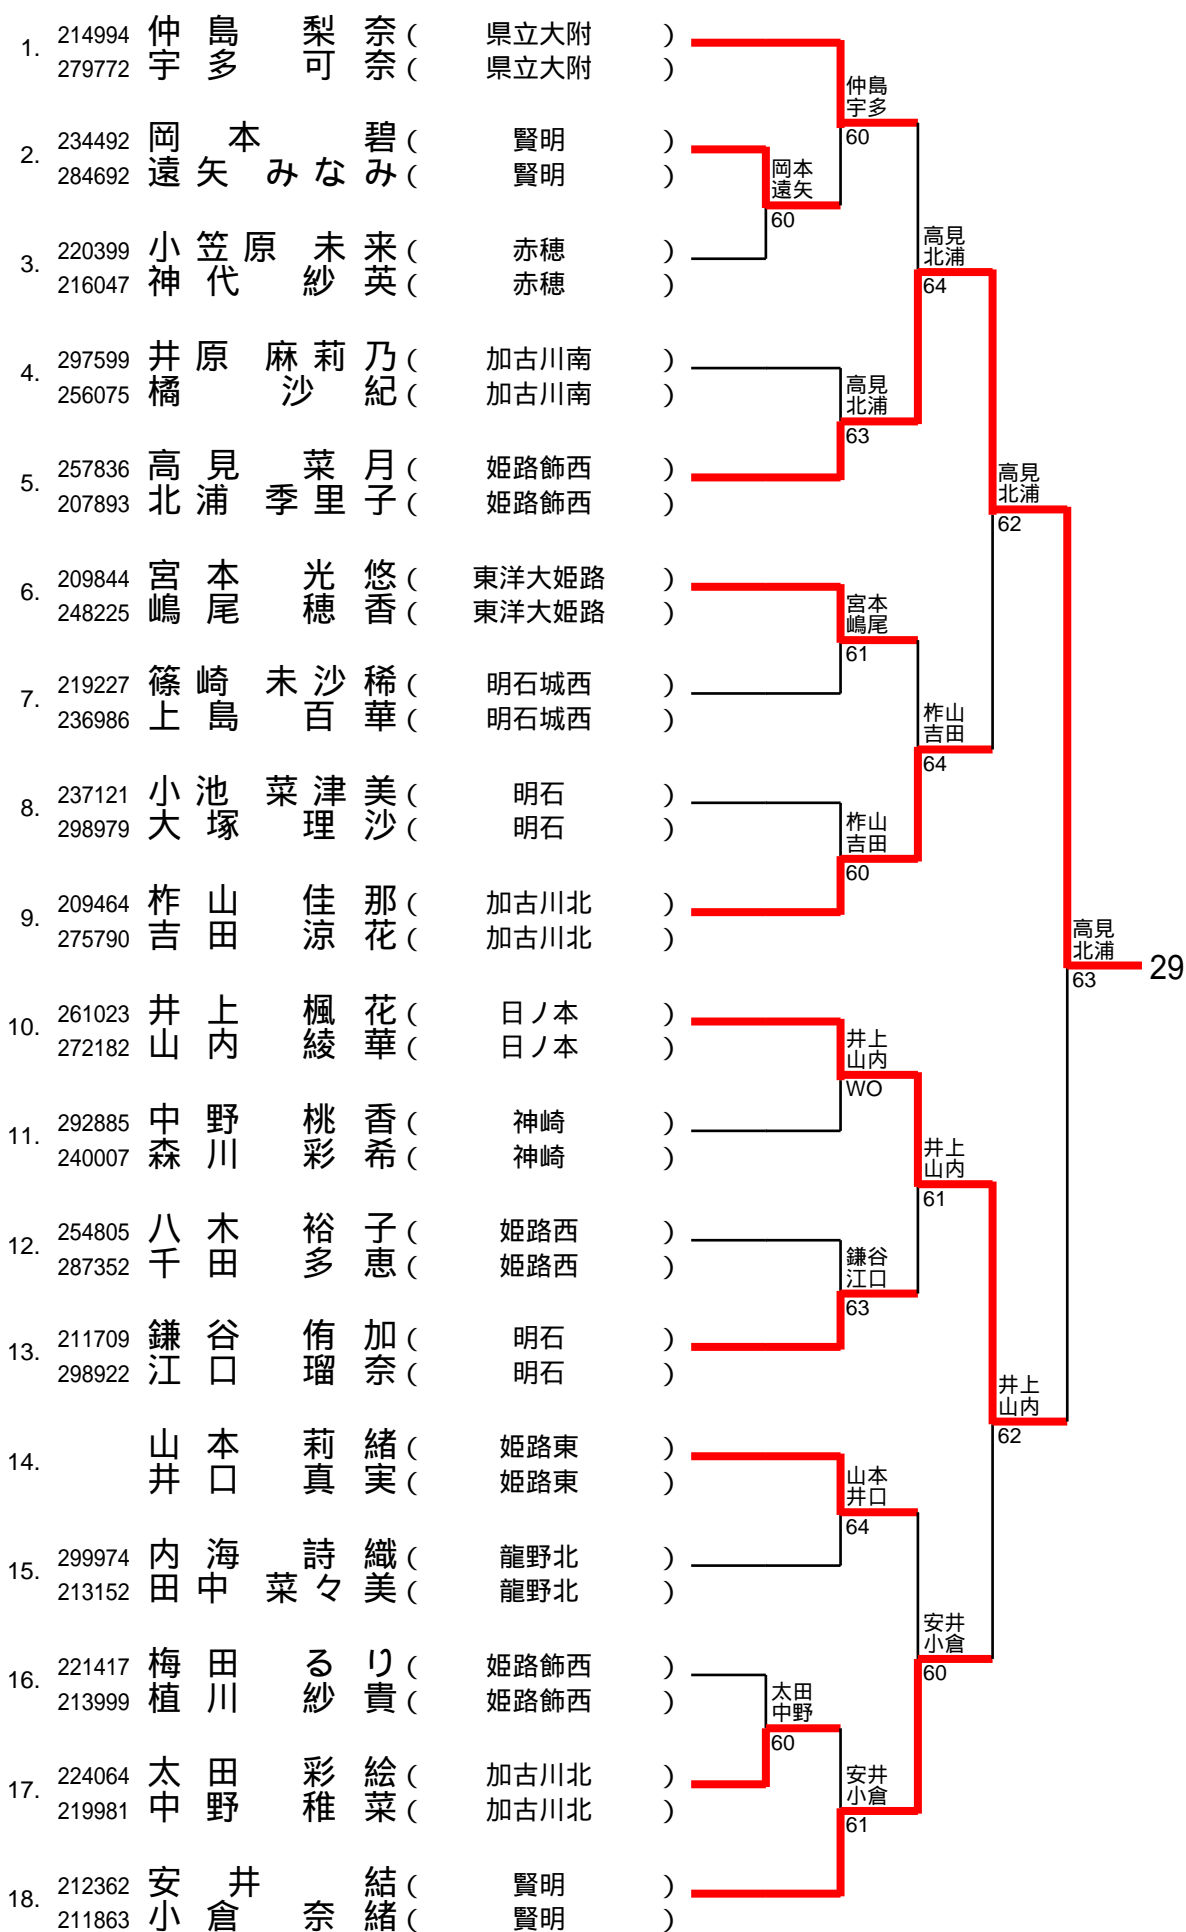 1. 214994 仲島 梨奈 ( 県立大附 )
279772 宇多 可奈 ( 県立大附 )
2. 234492 岡本 碧 ( 賢明 )
284692 遠矢 みなみ ( 賢明 )
3. 220399 小笠原 未来 ( 赤穂 )
216047 神代 紗英 ( 赤穂 )
4. 297599 井原 麻莉乃 ( 加古川南 )
256075 橘 沙紀 ( 加古川南 )
5. 257836 高見 菜月 ( 姫路飾西 )
207893 北浦 季里子 ( 姫路飾西 )
6. 209844 宮本 光悠 ( 東洋大姫路 )
248225 嶋尾 穂香 ( 東洋大姫路 )
7. 219227 篠崎 未沙稀 ( 明石城西 )
236986 上島 百華 ( 明石城西 )
8. 237121 小池 菜津美 ( 明石 )
298979 大塚 理沙 ( 明石 )
9. 209464 柞山 佳那 ( 加古川北 )
275790 吉田 涼花 ( 加古川北 )
10. 261023 井上 楓花 ( 日ノ本 )
272182 山内 綾華 ( 日ノ本 )
11. 292885 中野 桃香 ( 神崎 )
240007 森川 彩希 ( 神崎 )
12. 254805 八木 裕子 ( 姫路西 )
287352 千田 多恵 ( 姫路西 )
13. 211709 鎌谷 侑加 ( 明石 )
298922 江口 瑠奈 ( 明石 )
14. 山本 莉緒 ( 姫路東 )
井口 真実 ( 姫路東 )
15. 299974 内海 詩織 ( 龍野北 )
213152 田中 菜々美 ( 龍野北 )
16. 221417 梅田 るり ( 姫路飾西 )
213999 植川 紗貴 ( 姫路飾西 )
17. 224064 太田 彩絵 ( 加古川北 )
219981 中野 稚菜 ( 加古川北 )
18. 212362 安井 結 ( 賢明 )
211863 小倉 奈緒 ( 賢明 )
岡本
遠矢
60
太田
中野
60
仲島
宇多
60
高見
北浦
63
宮本
嶋尾
61
柞山
吉田
60
井上
山内
WO
鎌谷
江口
63
山本
井口
64
安井
小倉
61
高見
北浦
64
柞山
吉田
64
井上
山内
61
安井
小倉
60
高見
北浦
62
井上
山内
62
高見
北浦
63
29